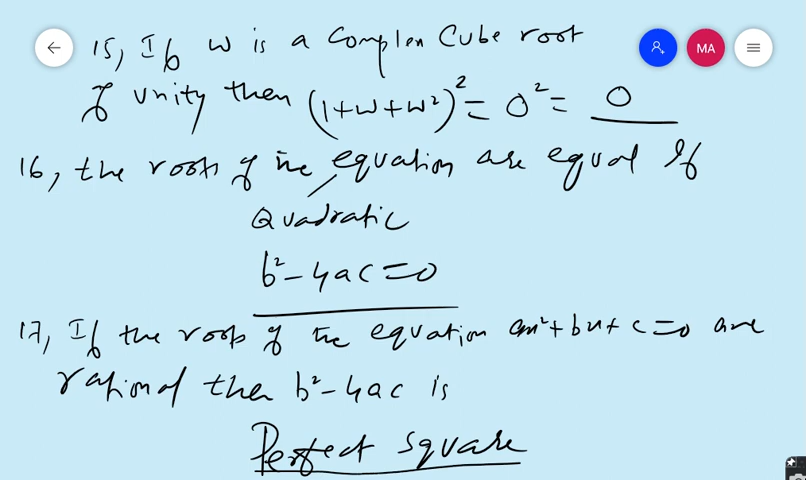 15, If w is a Complex Cube root
MA
of unity then (1+w+w²)² = 0² = 0
16, the roots of the equation are equal If
Quadratic
b² - 4ac = 0
17, If the roots of the equation ax² + bx + c = 0 are
rational then b² - 4ac is
Perfect square